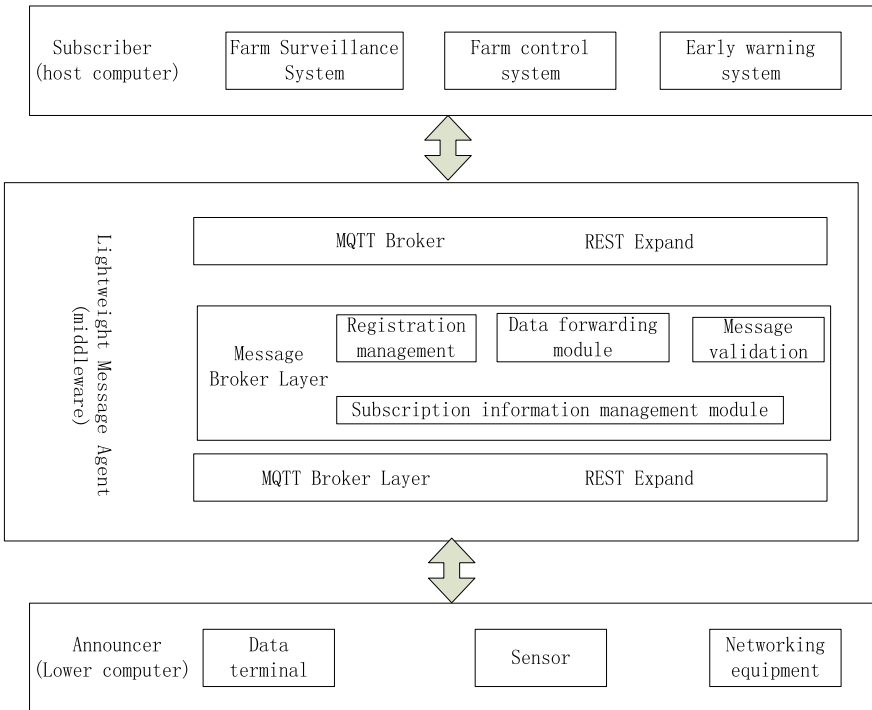 Subscriber
(host computer)
Farm Surveillance
System
Farm control
system
Early warning
system
Lightweight Message Agent
(middleware)
MQTT Broker
REST Expand
Message
Broker Layer
Registration
management
Data forwarding
module
Message
validation
Subscription information management module
MQTT Broker Layer
REST Expand
Announcer
(Lower computer)
Data
terminal
Sensor
Networking
equipment